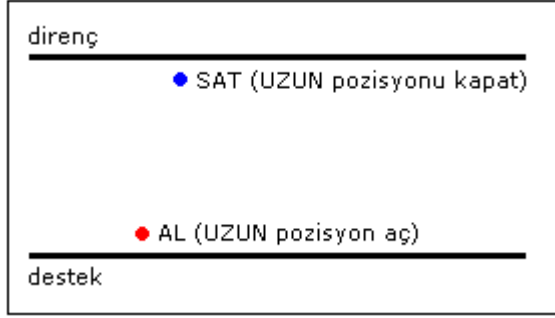 direnç
SAT (UZUN pozisyonu kapat)
AL (UZUN pozisyon aç)
destek